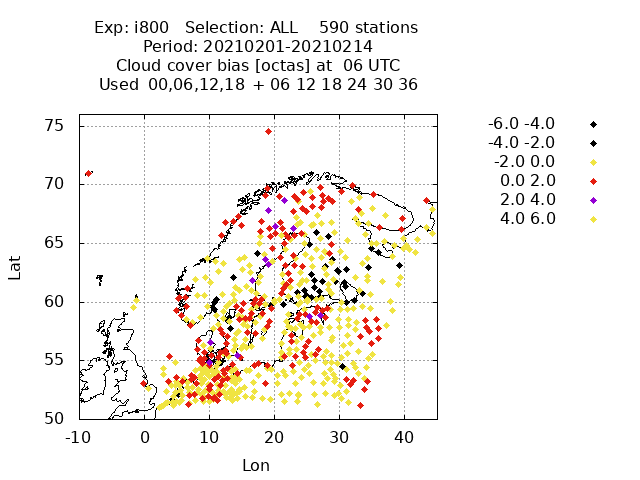 Exp: i800 Selection: ALL 590 stations
Period: 20210201-20210214
Cloud cover bias [octas] at 06 UTC
Used 00,06,12,18 + 06 12 18 24 30 36
-6.0 -4.0
-4.0 -2.0
-2.0 0.0
0.0 2.0
2.0 4.0
4.0 6.0
75
70
65
60
55
50
Lat
-10 0 10 20 30 40
Lon